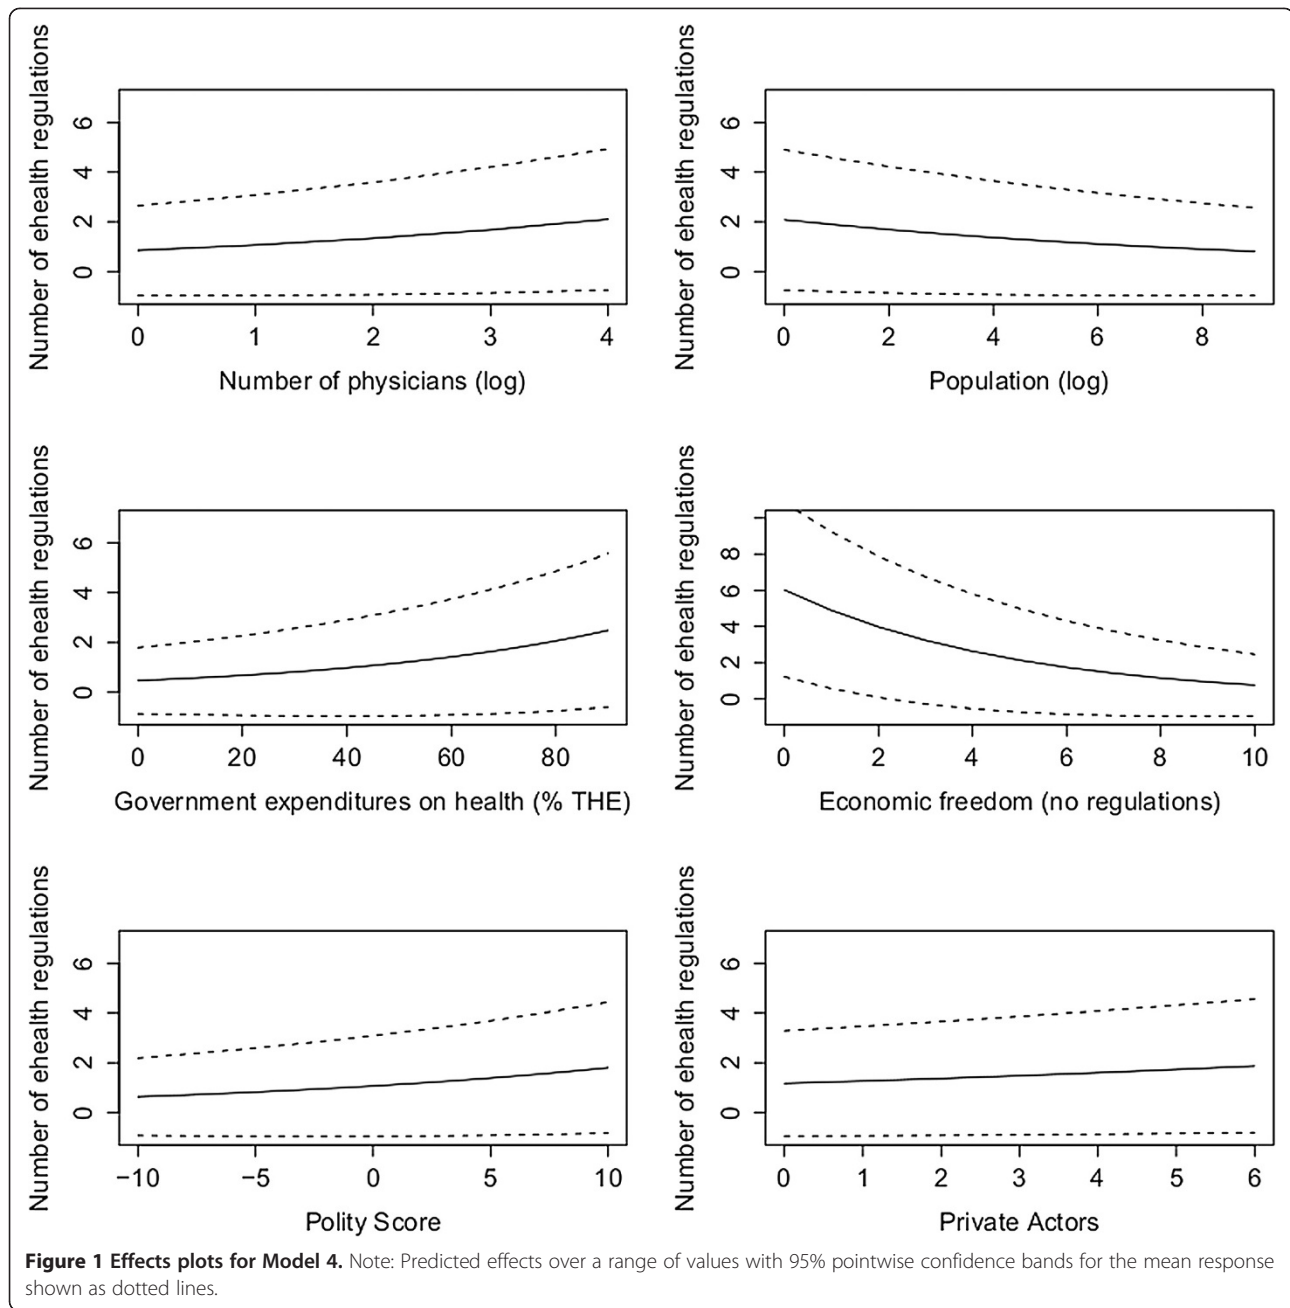 Number of ehealth regulations
6
4
2
0
0 1 2 3 4
Number of physicians (log)
Number of ehealth regulations
6
4
2
0
0 2 4 6 8
Population (log)
Number of ehealth regulations
6
4
2
0
0 20 40 60 80
Government expenditures on health (% THE)
Number of ehealth regulations
8
6
4
2
0
0 2 4 6 8 10
Economic freedom (no regulations)
Number of ehealth regulations
6
4
2
0
−10 −5 0 5 10
Polity Score
Number of ehealth regulations
6
4
2
0
0 1 2 3 4 5 6
Private Actors
Figure 1 Effects plots for Model 4. Note: Predicted effects over a range of values with 95% pointwise confidence bands for the mean response
shown as dotted lines.